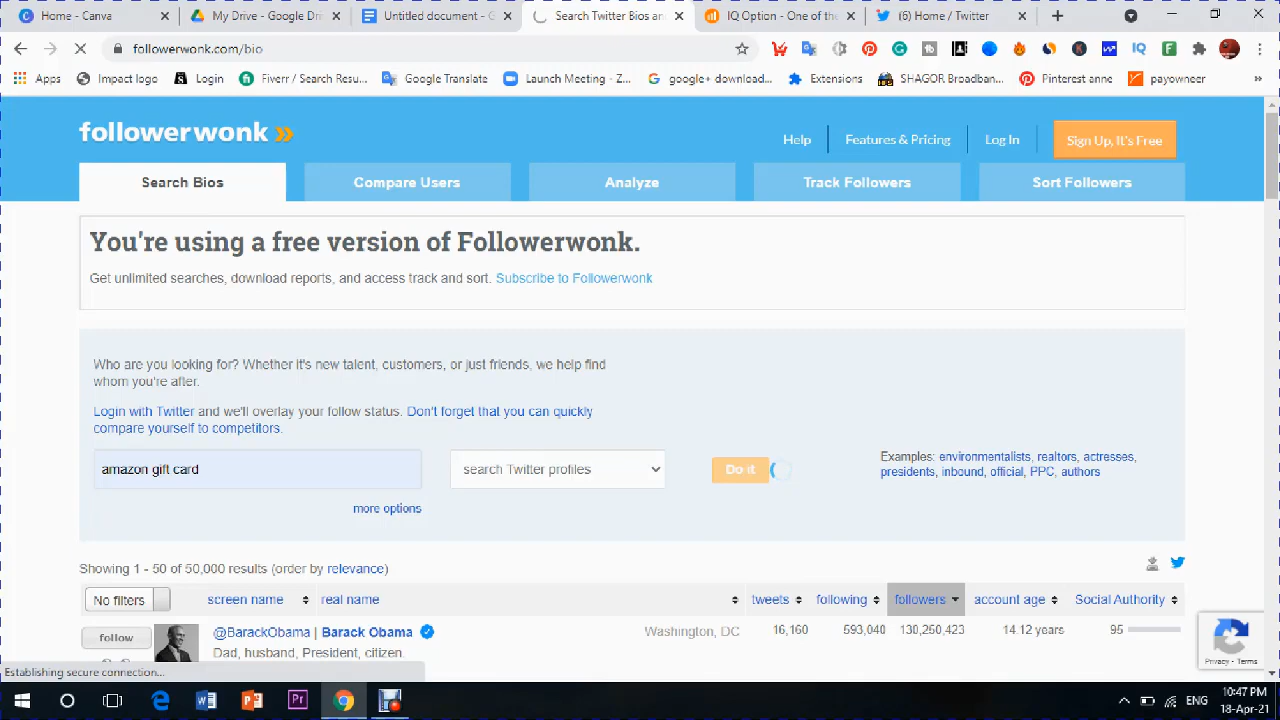 Home - Canva
My Drive - Google Dri
Untitled document - G
Search Twitter Bios an
IQ Option - One of the
(6) Home / Twitter
followerwonk.com/bio
Apps
Impact logo
Login
Fiverr / Search Resu...
Google Translate
Launch Meeting - Z...
google+ download...
Extensions
SHAGOR Broadban...
Pinterest anne
payowneer
followerwonk
Help
Features & Pricing
Log In
Sign Up, It's Free
Search Bios
Compare Users
Analyze
Track Followers
Sort Followers
You're using a free version of Followerwonk.
Get unlimited searches, download reports, and access track and sort. Subscribe to Followerwonk
Who are you looking for? Whether it's new talent, customers, or just friends, we help find
whom you're after.
Login with Twitter and we'll overlay your follow status. Don't forget that you can quickly
compare yourself to competitors.
amazon gift card
search Twitter profiles
Do it
Examples: environmentalists, realtors, actresses,
presidents, inbound, official, PPC, authors
more options
Showing 1 - 50 of 50,000 results (order by relevance)
No filters
screen name
real name
tweets
following
followers
account age
Social Authority
follow
@BarackObama | Barack Obama
Washington, DC
16,160
593,040
130,250,423
14.12 years
95
Dad, husband, President, citizen.
Privacy - Terms
Establishing secure connection...
ENG
10:47 PM
18-Apr-21